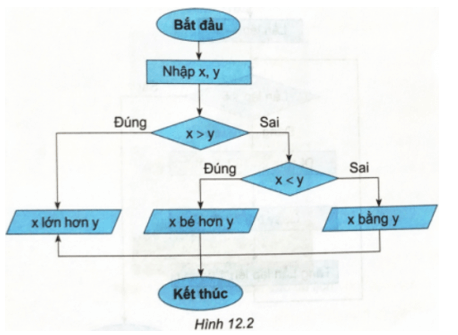 Bắt đầu
Nhập x, y
Đúng
x > y
Sai
Đúng
x < y
Sai
x lớn hơn y
x bé hơn y
x bằng y
Kết thúc
Hình 12.2